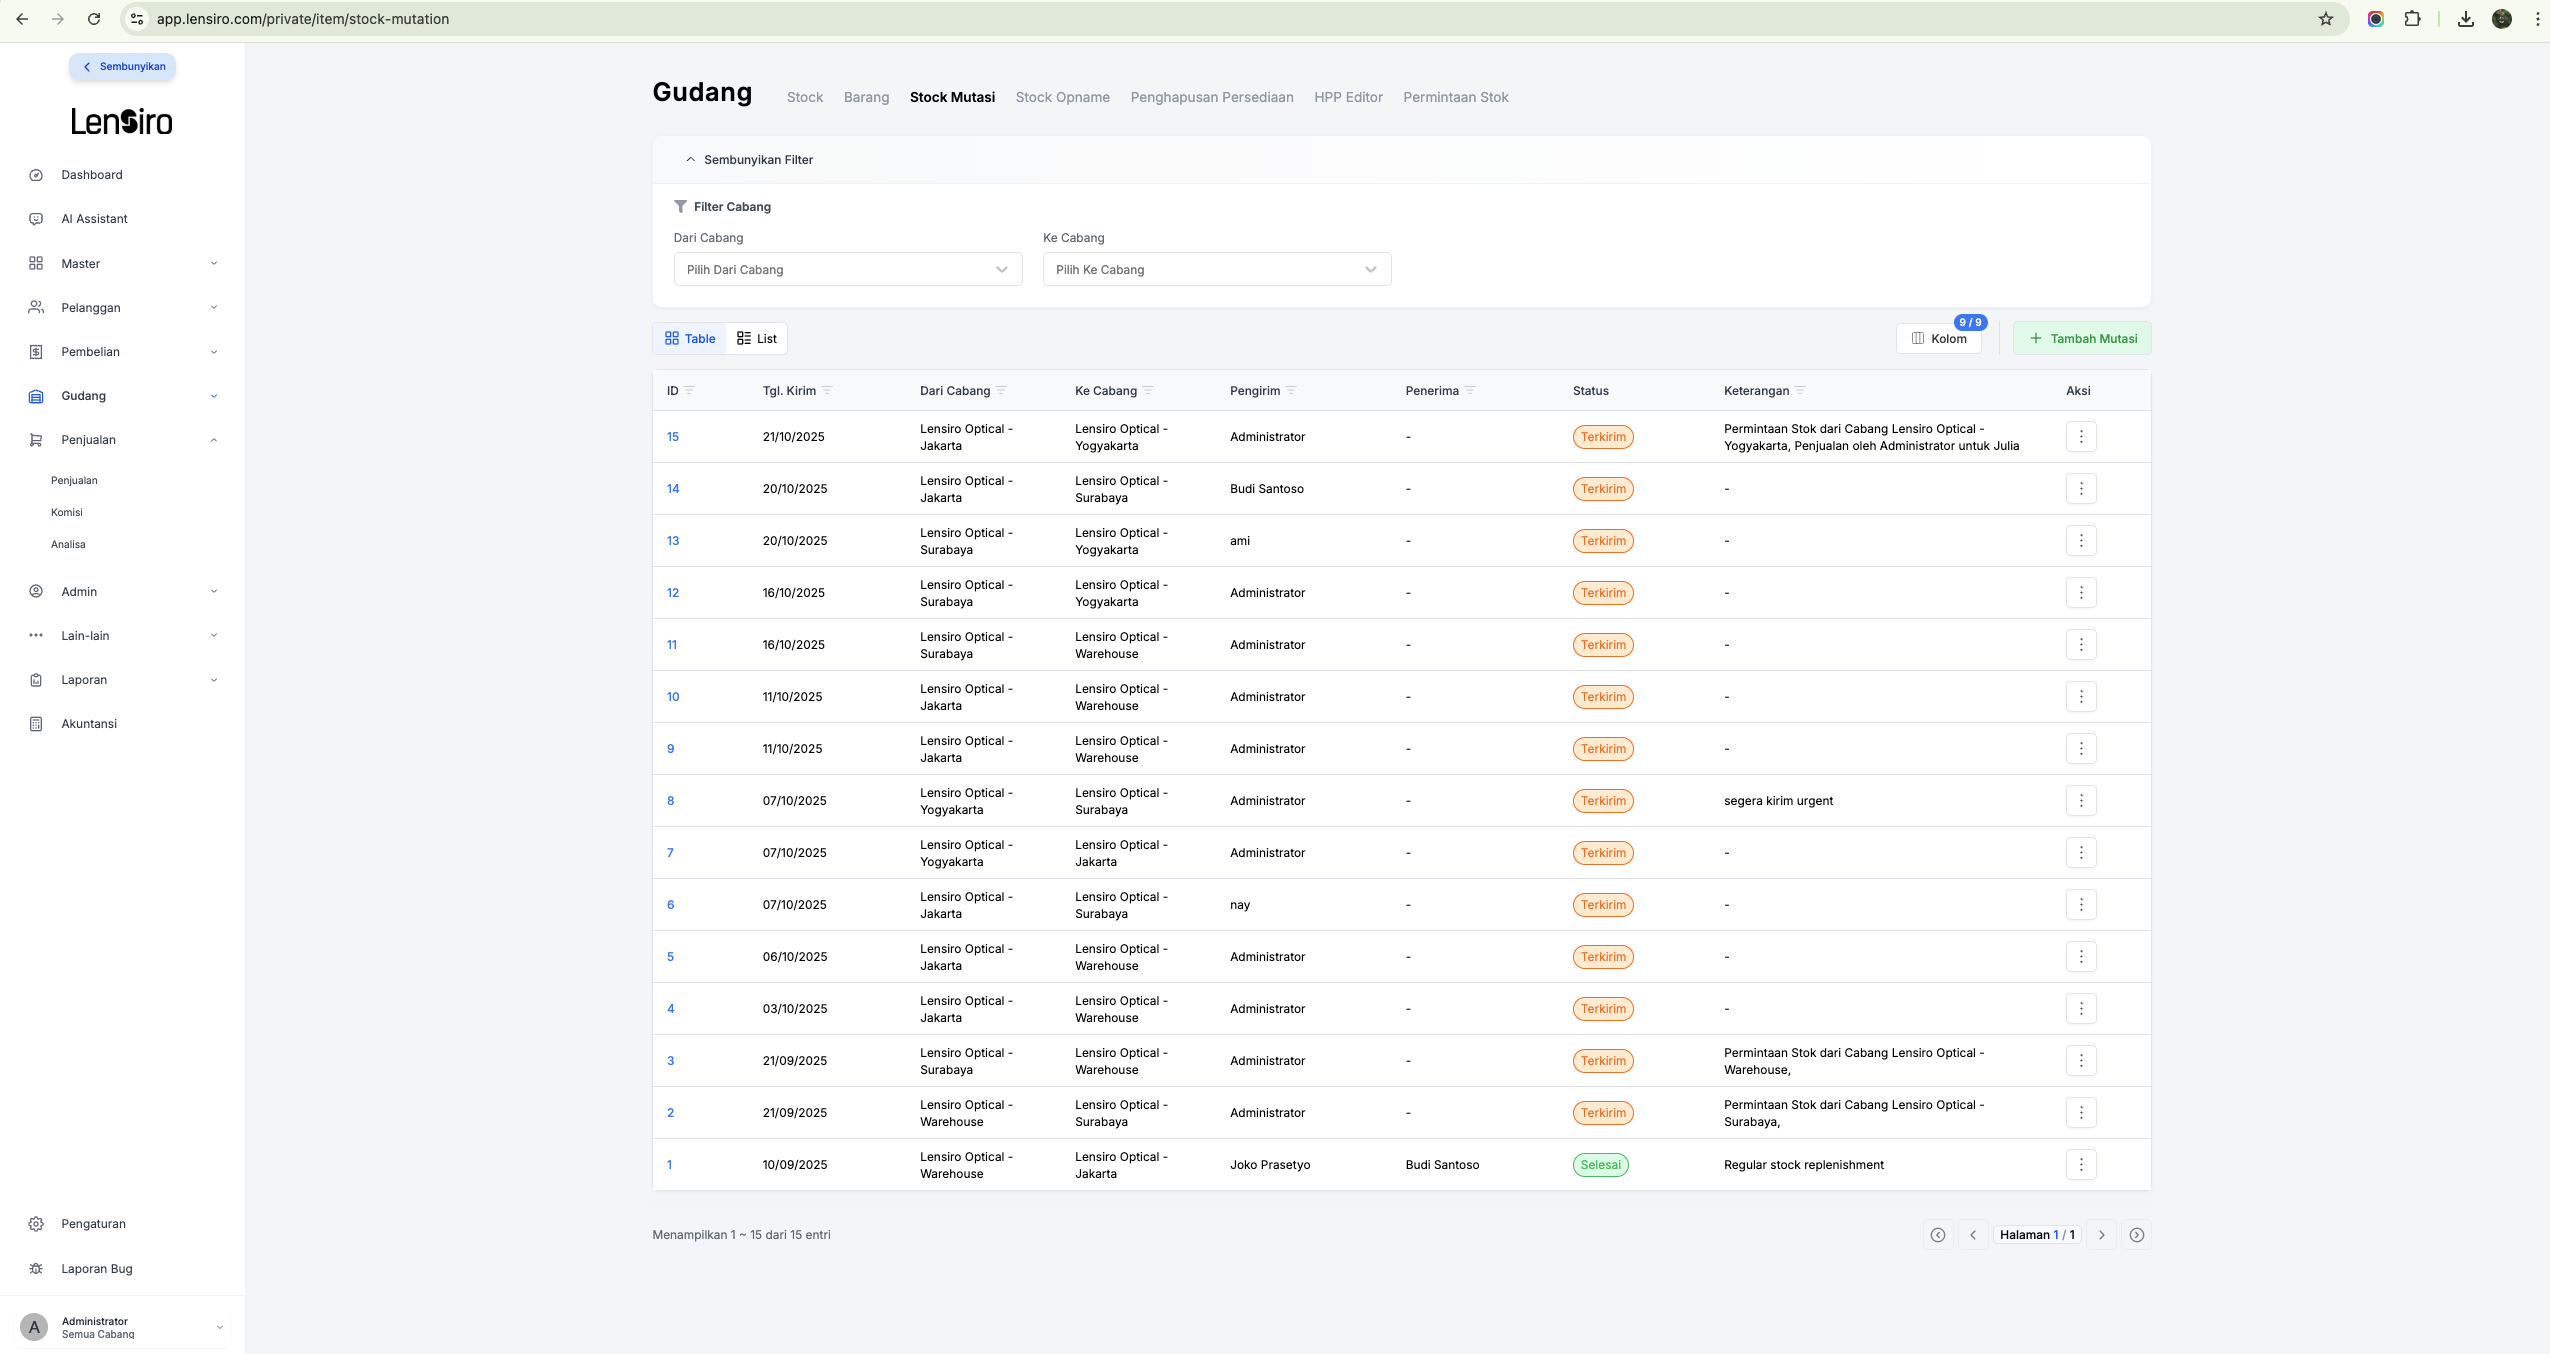 app.lensiro.com/private/item/stock-mutation
Sembunyikan
Lensiro
Dashboard
AI Assistant
Master
Pelanggan
Pembelian
Gudang
Penjualan
Penjualan
Komisi
Analisa
Admin
Lain-lain
Laporan
Akuntansi
Pengaturan
Laporan Bug
A
Administrator
Semua Cabang
Gudang Stock Barang Stock Mutasi Stock Opname Penghapusan Persediaan HPP Editor Permintaan Stok
Sembunyikan Filter
Filter Cabang
Dari Cabang Ke Cabang
Pilih Dari Cabang Pilih Ke Cabang
Table List 9 / 9 Kolom Tambah Mutasi
ID Tgl. Kirim Dari Cabang Ke Cabang Pengirim Penerima Status Keterangan Aksi
15 21/10/2025 Lensiro Optical - Jakarta Lensiro Optical - Yogyakarta Administrator - Terkirim Permintaan Stok dari Cabang Lensiro Optical - Yogyakarta, Penjualan oleh Administrator untuk Julia
14 20/10/2025 Lensiro Optical - Jakarta Lensiro Optical - Surabaya Budi Santoso - Terkirim -
13 20/10/2025 Lensiro Optical - Surabaya Lensiro Optical - Yogyakarta ami - Terkirim -
12 16/10/2025 Lensiro Optical - Surabaya Lensiro Optical - Yogyakarta Administrator - Terkirim -
11 16/10/2025 Lensiro Optical - Surabaya Lensiro Optical - Warehouse Administrator - Terkirim -
10 11/10/2025 Lensiro Optical - Jakarta Lensiro Optical - Warehouse Administrator - Terkirim -
9 11/10/2025 Lensiro Optical - Jakarta Lensiro Optical - Warehouse Administrator - Terkirim -
8 07/10/2025 Lensiro Optical - Yogyakarta Lensiro Optical - Surabaya Administrator - Terkirim segera kirim urgent
7 07/10/2025 Lensiro Optical - Yogyakarta Lensiro Optical - Jakarta Administrator - Terkirim -
6 07/10/2025 Lensiro Optical - Jakarta Lensiro Optical - Surabaya nay - Terkirim -
5 06/10/2025 Lensiro Optical - Jakarta Lensiro Optical - Warehouse Administrator - Terkirim -
4 03/10/2025 Lensiro Optical - Jakarta Lensiro Optical - Warehouse Administrator - Terkirim -
3 21/09/2025 Lensiro Optical - Surabaya Lensiro Optical - Warehouse Administrator - Terkirim Permintaan Stok dari Cabang Lensiro Optical - Warehouse,
2 21/09/2025 Lensiro Optical - Warehouse Lensiro Optical - Surabaya Administrator - Terkirim Permintaan Stok dari Cabang Lensiro Optical - Surabaya,
1 10/09/2025 Lensiro Optical - Warehouse Lensiro Optical - Jakarta Joko Prasetyo Budi Santoso Selesai Regular stock replenishment
Menampilkan 1 ~ 15 dari 15 entri Halaman 1 / 1